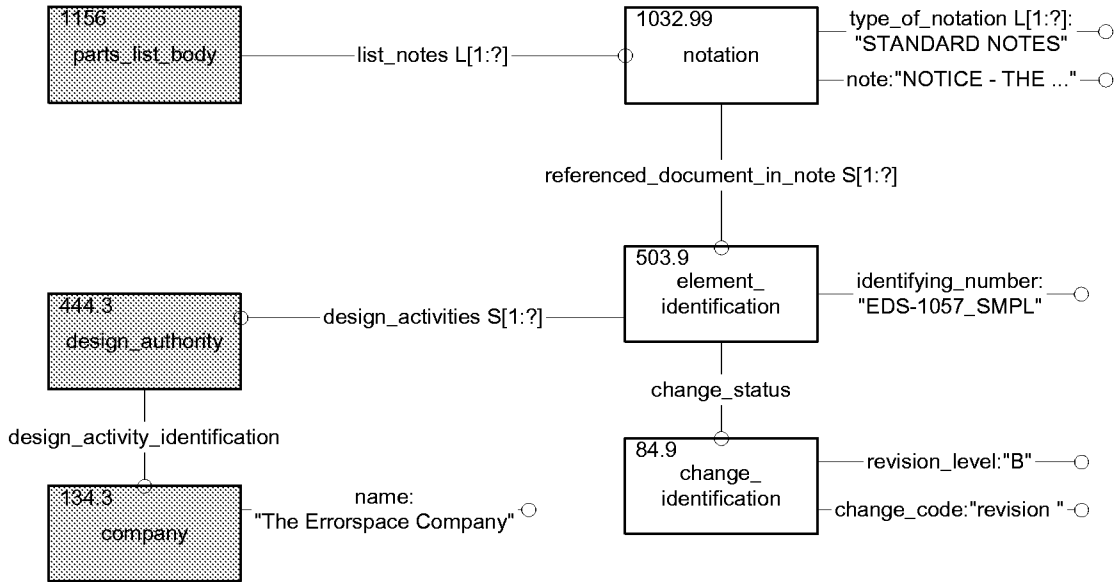 1156
parts_list_body
list_notes L[1:?]
1032.99
notation
type_of_notation L[1:?]:
"STANDARD NOTES"
note:"NOTICE - THE ..."
referenced_document_in_note S[1:?]
503.9
element_
identification
identifying_number:
"EDS-1057_SMPL"
444.3
design_authority
design_activities S[1:?]
change_status
design_activity_identification
84.9
change_
identification
revision_level:"B"
change_code:"revision "
134.3
company
name:
"The Errorspace Company"